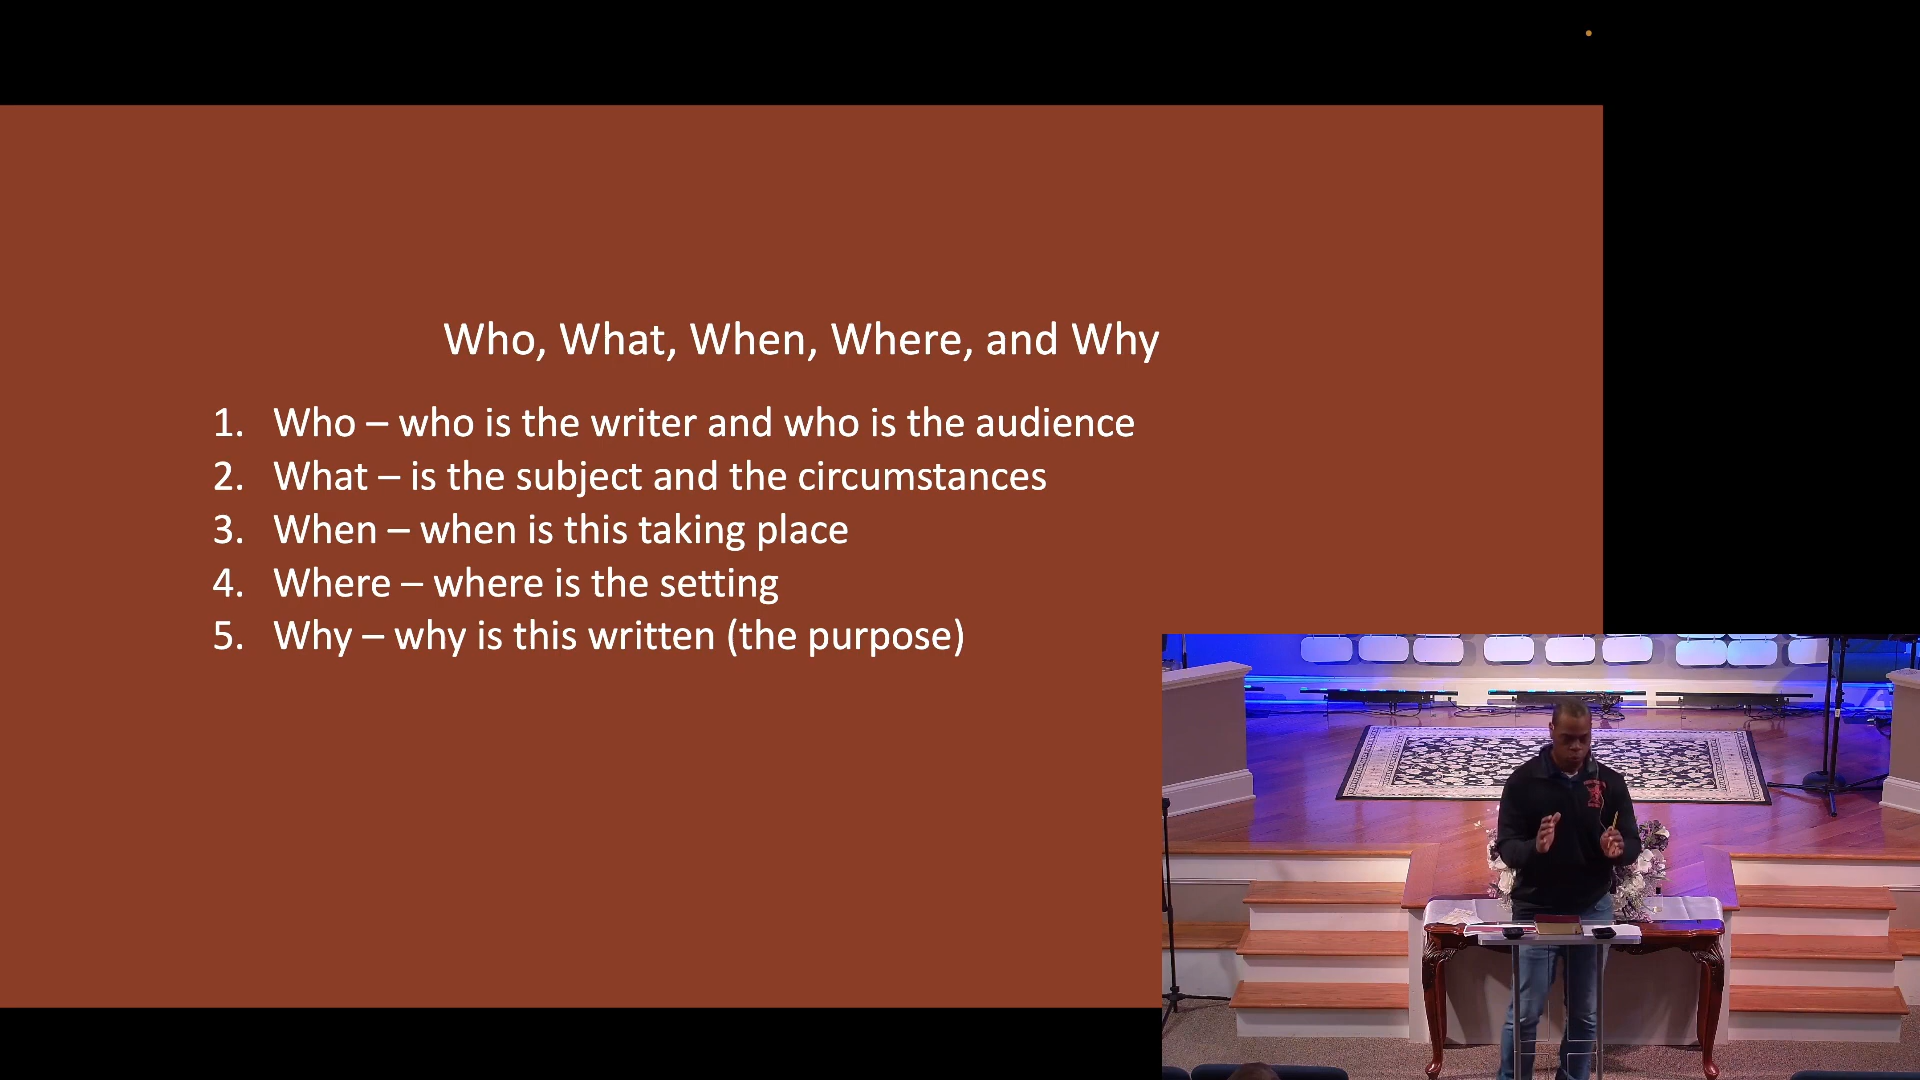 Who, What, When, Where, and Why
1. Who – who is the writer and who is the audience
2. What – is the subject and the circumstances
3. When – when is this taking place
4. Where – where is the setting
5. Why – why is this written (the purpose)